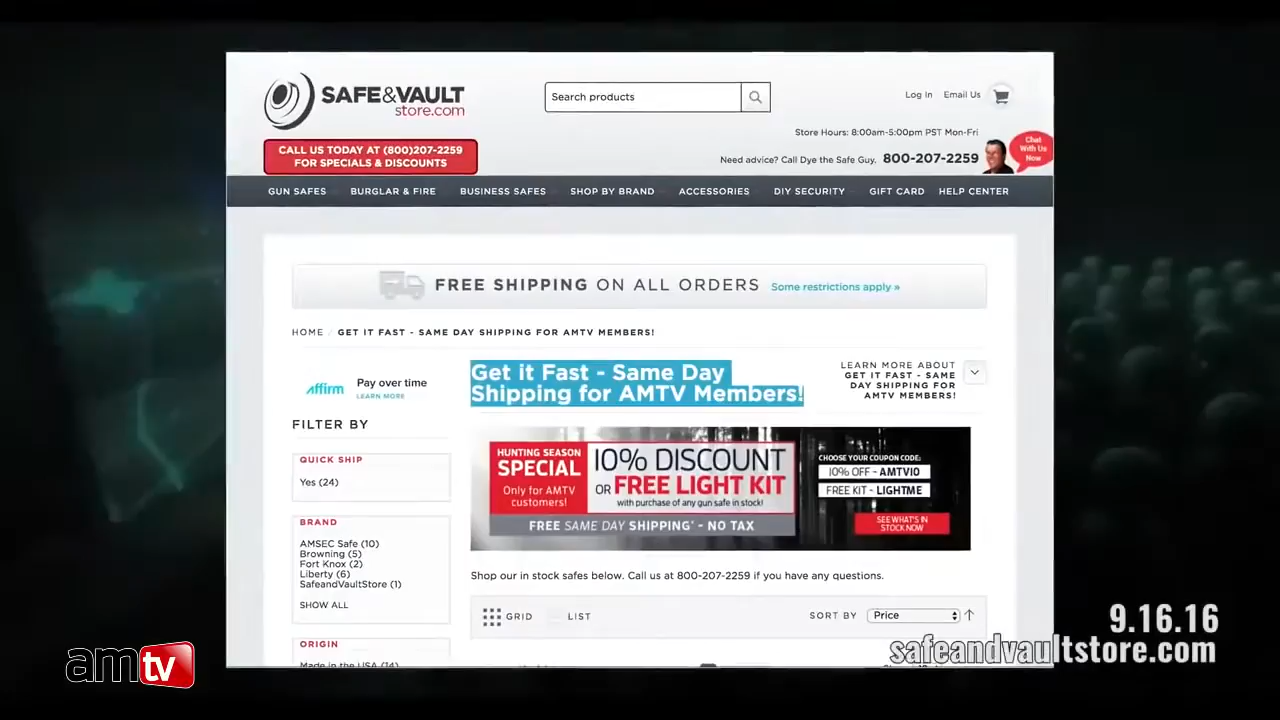 SAFE&VAULT
store.com
Search products
Log In Email Us
Store Hours: 8:00am-5:00pm PST Mon-Fri
Chat
With Us
Now
CALL US TODAY AT (800)207-2259
FOR SPECIALS & DISCOUNTS
Need advice? Call Dye the Safe Guy. 800-207-2259
GUN SAFES BURGLAR & FIRE BUSINESS SAFES SHOP BY BRAND ACCESSORIES DIY SECURITY GIFT CARD HELP CENTER
FREE SHIPPING ON ALL ORDERS Some restrictions apply »
HOME / GET IT FAST - SAME DAY SHIPPING FOR AMTV MEMBERS!
affirm Pay over time
LEARN MORE
Get it Fast - Same Day
Shipping for AMTV Members!
LEARN MORE ABOUT
GET IT FAST - SAME
DAY SHIPPING FOR
AMTV MEMBERS!
FILTER BY
QUICK SHIP
Yes (24)
BRAND
AMSEC Safe (10)
Browning (5)
Fort Knox (2)
Liberty (6)
SafeandVaultStore (1)
SHOW ALL
ORIGIN
Made in the USA (14)
HUNTING SEASON
SPECIAL
Only for AMTV
customers!
10% DISCOUNT
OR FREE LIGHT KIT
with purchase of any gun safe in stock!
FREE SAME DAY SHIPPING* - NO TAX
CHOOSE YOUR COUPON CODE:
10% OFF - AMTV10
FREE KIT - LIGHTME
SEE WHAT'S IN
STOCK NOW
Shop our in stock safes below. Call us at 800-207-2259 if you have any questions.
GRID LIST SORT BY Price
9.16.16
safeandvaultstore.com
amtv